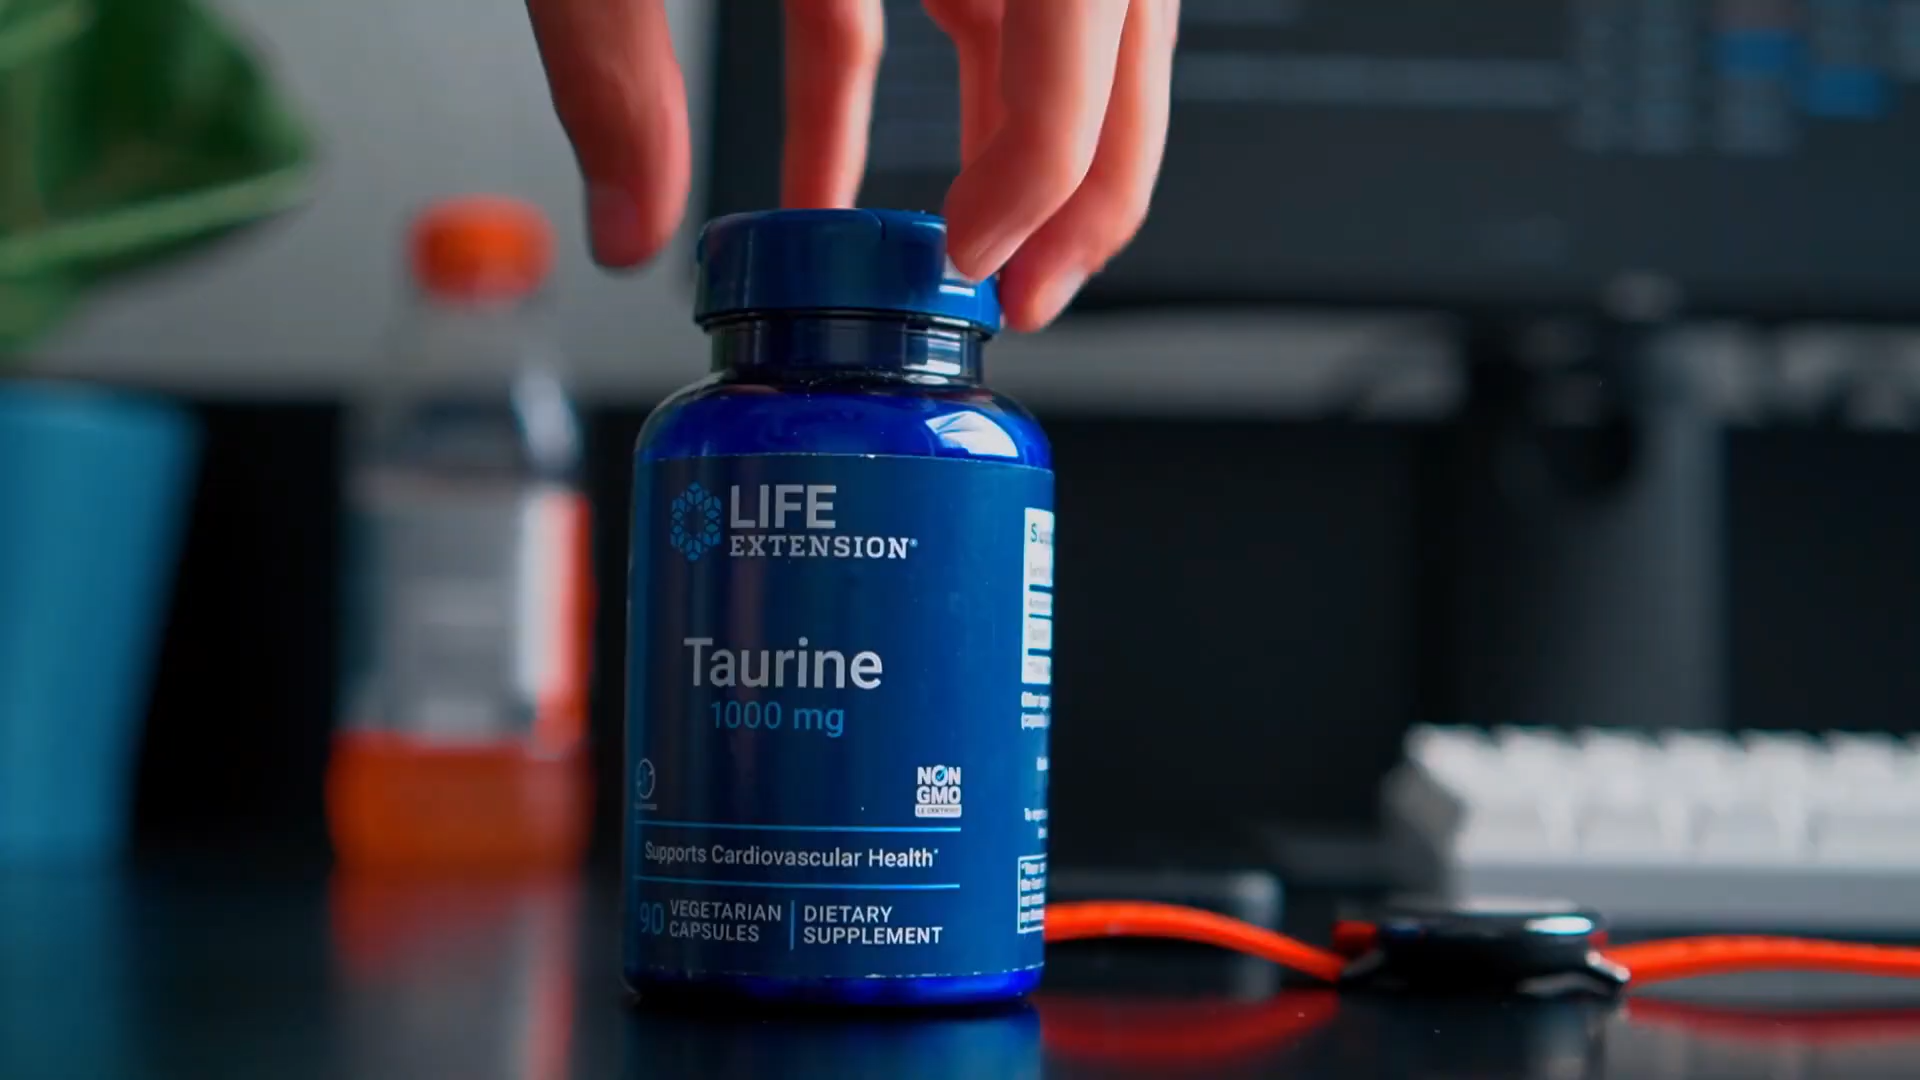 LIFE
EXTENSION®
Taurine
1000 mg
NON
GMO
Supports Cardiovascular Health*
90 VEGETARIAN CAPSULES
DIETARY SUPPLEMENT